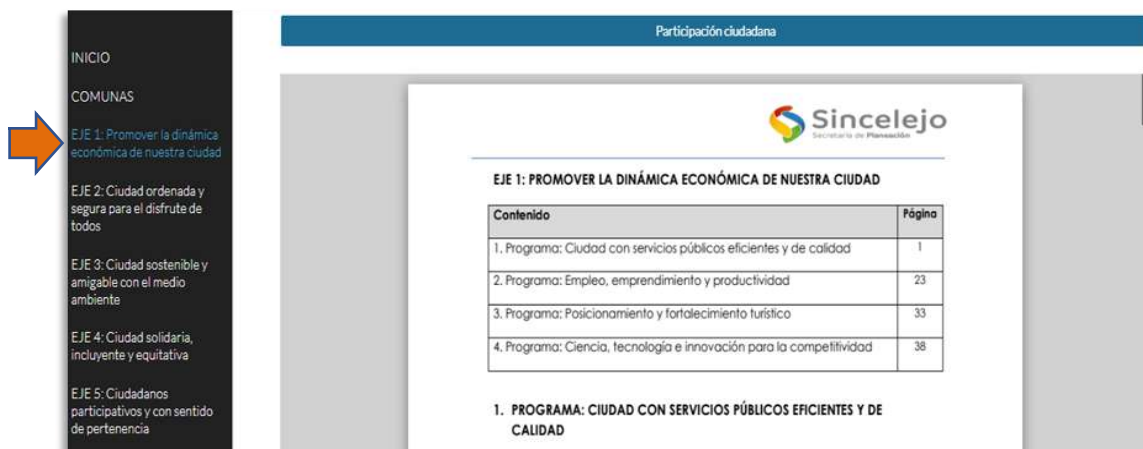 Participación ciudadana
INICIO
COMUNAS
EJE 1: Promover la dinámica
económica de nuestra ciudad
EJE 2: Ciudad ordenada y
segura para el disfrute de
todos
EJE 3: Ciudad sostenible y
amigable con el medio
ambiente
EJE 4: Ciudad solidaria,
incluyente y equitativa
EJE 5: Ciudadanos
participativos y con sentido
de pertenencia
Sincelejo
Secretaría de Planeación
EJE 1: PROMOVER LA DINÁMICA ECONÓMICA DE NUESTRA CIUDAD
Contenido Página
1. Programa: Ciudad con servicios públicos eficientes y de calidad 1
2. Programa: Empleo, emprendimiento y productividad 23
3. Programa: Posicionamiento y fortalecimiento turístico 33
4. Programa: Ciencia, tecnología e innovación para la competitividad 38
1. PROGRAMA: CIUDAD CON SERVICIOS PÚBLICOS EFICIENTES Y DE
CALIDAD